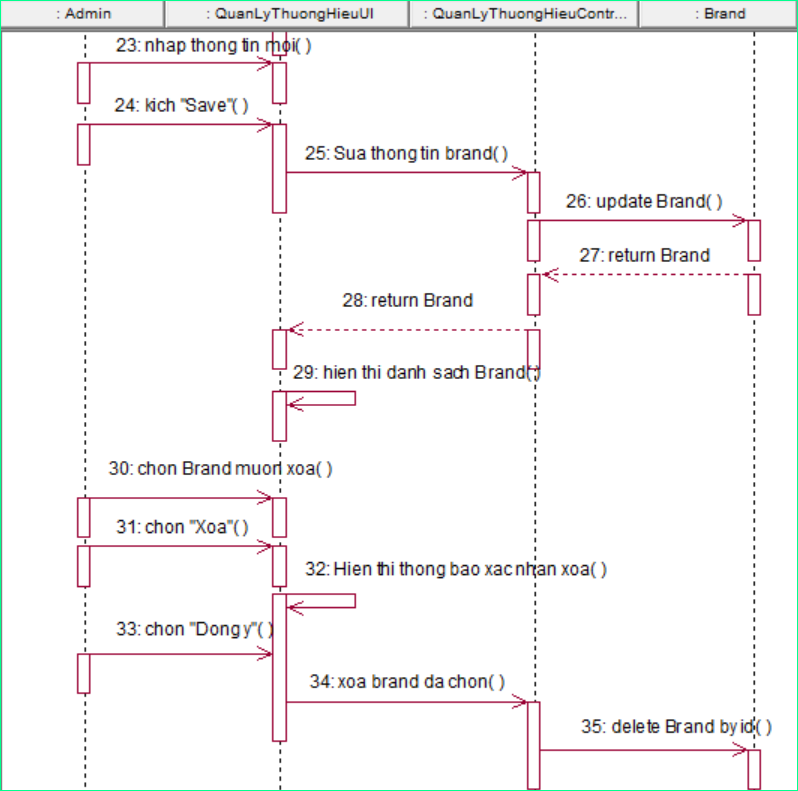 : Admin
: QuanLyThuongHieuUI
: QuanLyThuongHieuContr...
: Brand
23: nhap thong tin moi( )
24: kich "Save"( )
25: Sua thong tin brand( )
26: update Brand( )
27: return Brand
28: return Brand
29: hien thi danh sach Brand( )
30: chon Brand muon xoa( )
31: chon "Xoa"( )
32: Hien thi thong bao xac nhan xoa( )
33: chon "Dong y"( )
34: xoa brand da chon( )
35: delete Brand by id( )